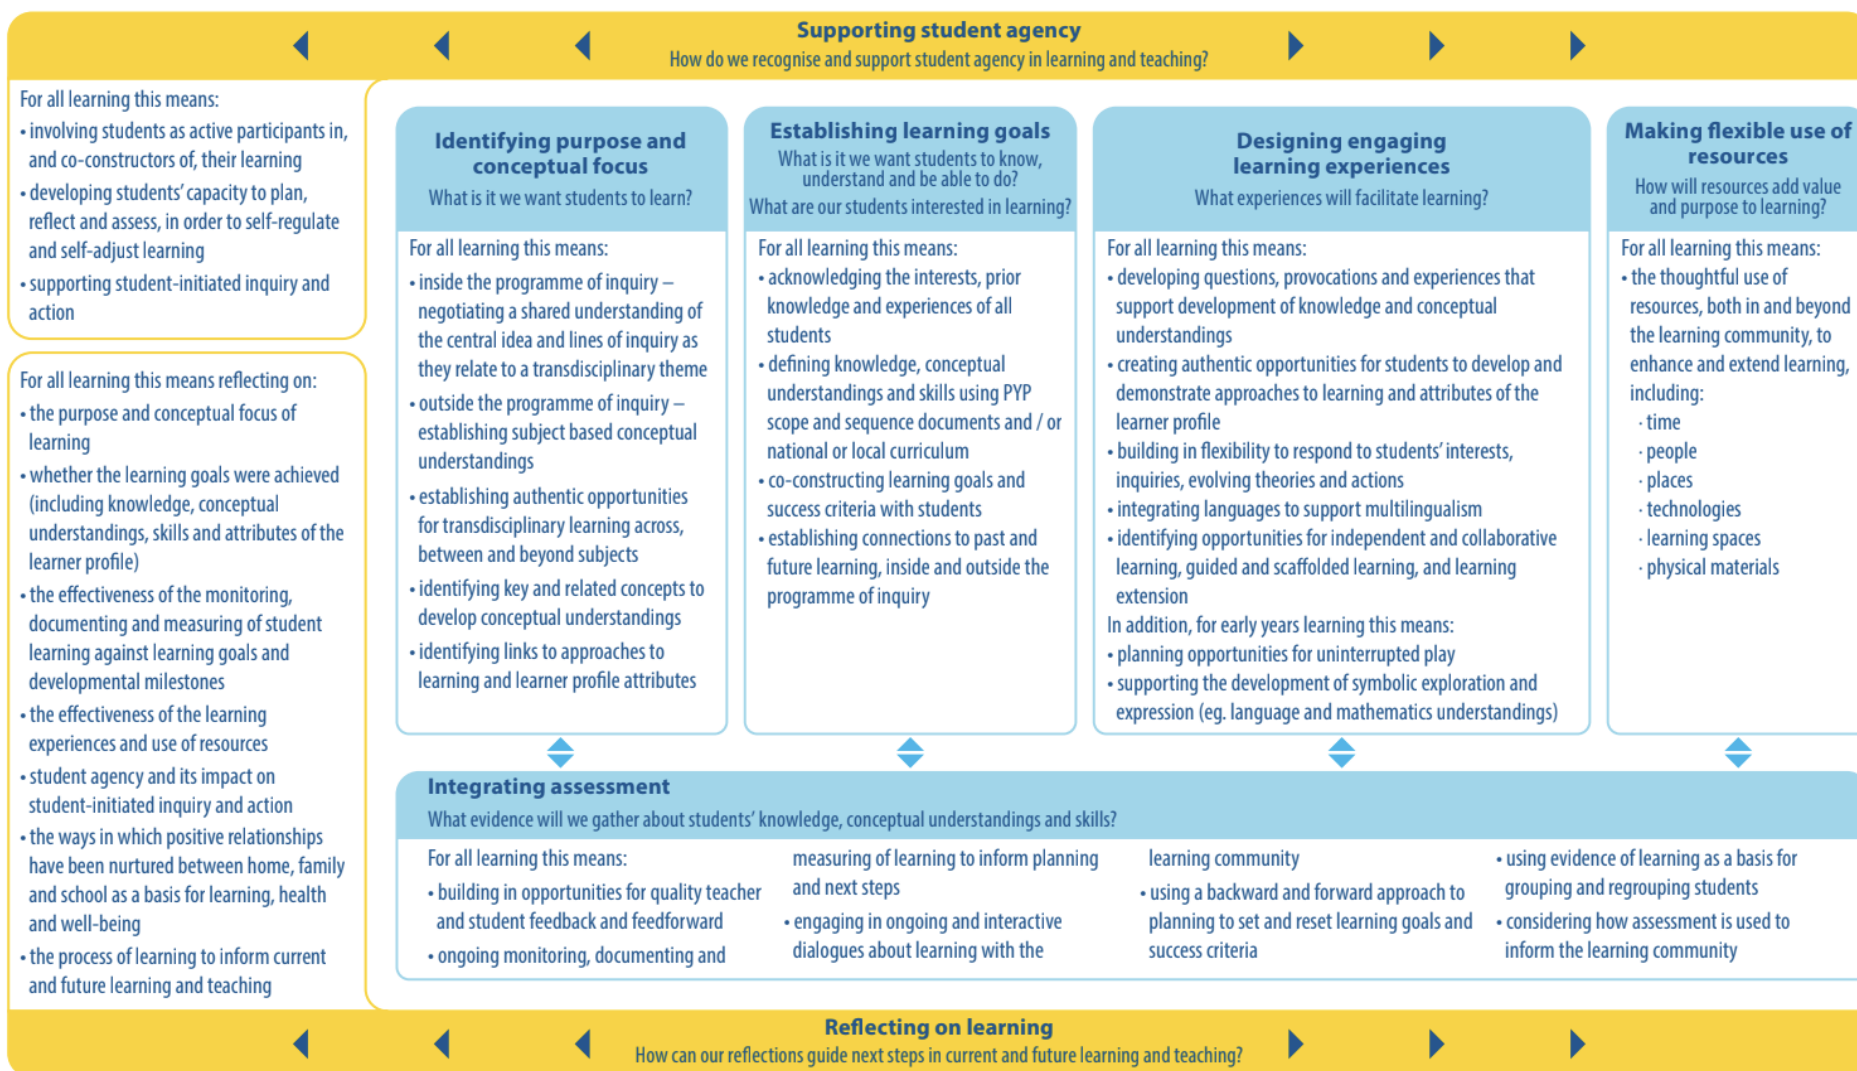 Supporting student agency
How do we recognise and support student agency in learning and teaching?
For all learning this means:
• involving students as active participants in,
and co-constructors of, their learning
• developing students' capacity to plan,
reflect and assess, in order to self-regulate
and self-adjust learning
• supporting student-initiated inquiry and
action
For all learning this means reflecting on:
• the purpose and conceptual focus of
learning
• whether the learning goals were achieved
(including knowledge, conceptual
understandings, skills and attributes of the
learner profile)
• the effectiveness of the monitoring,
documenting and measuring of student
learning against learning goals and
developmental milestones
• the effectiveness of the learning
experiences and use of resources
• student agency and its impact on
student-initiated inquiry and action
• the ways in which positive relationships
have been nurtured between home, family
and school as a basis for learning, health
and well-being
• the process of learning to inform current
and future learning and teaching
Identifying purpose and
conceptual focus
What is it we want students to learn?
For all learning this means:
• inside the programme of inquiry –
negotiating a shared understanding of
the central idea and lines of inquiry as
they relate to a transdisciplinary theme
• outside the programme of inquiry –
establishing subject based conceptual
understandings
• establishing authentic opportunities
for transdisciplinary learning across,
between and beyond subjects
• identifying key and related concepts to
develop conceptual understandings
• identifying links to approaches to
learning and learner profile attributes
Establishing learning goals
What is it we want students to know,
understand and be able to do?
What are our students interested in learning?
For all learning this means:
• acknowledging the interests, prior
knowledge and experiences of all
students
• defining knowledge, conceptual
understandings and skills using PYP
scope and sequence documents and / or
national or local curriculum
• co-constructing learning goals and
success criteria with students
• establishing connections to past and
future learning, inside and outside the
programme of inquiry
Designing engaging
learning experiences
What experiences will facilitate learning?
For all learning this means:
• developing questions, provocations and experiences that
support development of knowledge and conceptual
understandings
• creating authentic opportunities for students to develop and
demonstrate approaches to learning and attributes of the
learner profile
• building in flexibility to respond to students' interests,
inquiries, evolving theories and actions
• integrating languages to support multilingualism
• identifying opportunities for independent and collaborative
learning, guided and scaffolded learning, and learning
extension
In addition, for early years learning this means:
• planning opportunities for uninterrupted play
• supporting the development of symbolic exploration and
expression (eg. language and mathematics understandings)
Making flexible use of
resources
How will resources add value
and purpose to learning?
For all learning this means:
• the thoughtful use of
resources, both in and beyond
the learning community, to
enhance and extend learning,
including:
· time
· people
· places
· technologies
· learning spaces
· physical materials
Integrating assessment
What evidence will we gather about students' knowledge, conceptual understandings and skills?
For all learning this means:
• building in opportunities for quality teacher
and student feedback and feedforward
• ongoing monitoring, documenting and
measuring of learning to inform planning
and next steps
• engaging in ongoing and interactive
dialogues about learning with the
learning community
• using a backward and forward approach to
planning to set and reset learning goals and
success criteria
• using evidence of learning as a basis for
grouping and regrouping students
• considering how assessment is used to
inform the learning community
Reflecting on learning
How can our reflections guide next steps in current and future learning and teaching?